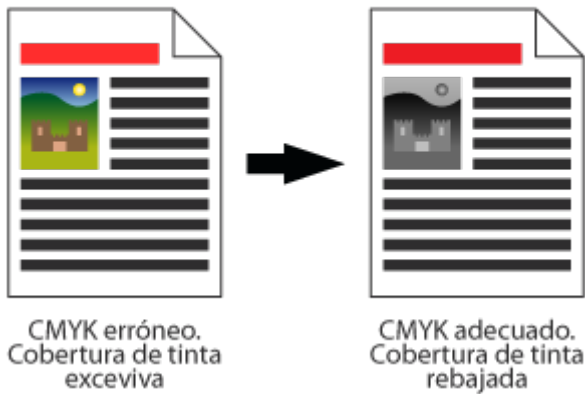 CMYK erróneo.
Cobertura de tinta
exceviva
CMYK adecuado.
Cobertura de tinta
rebajada